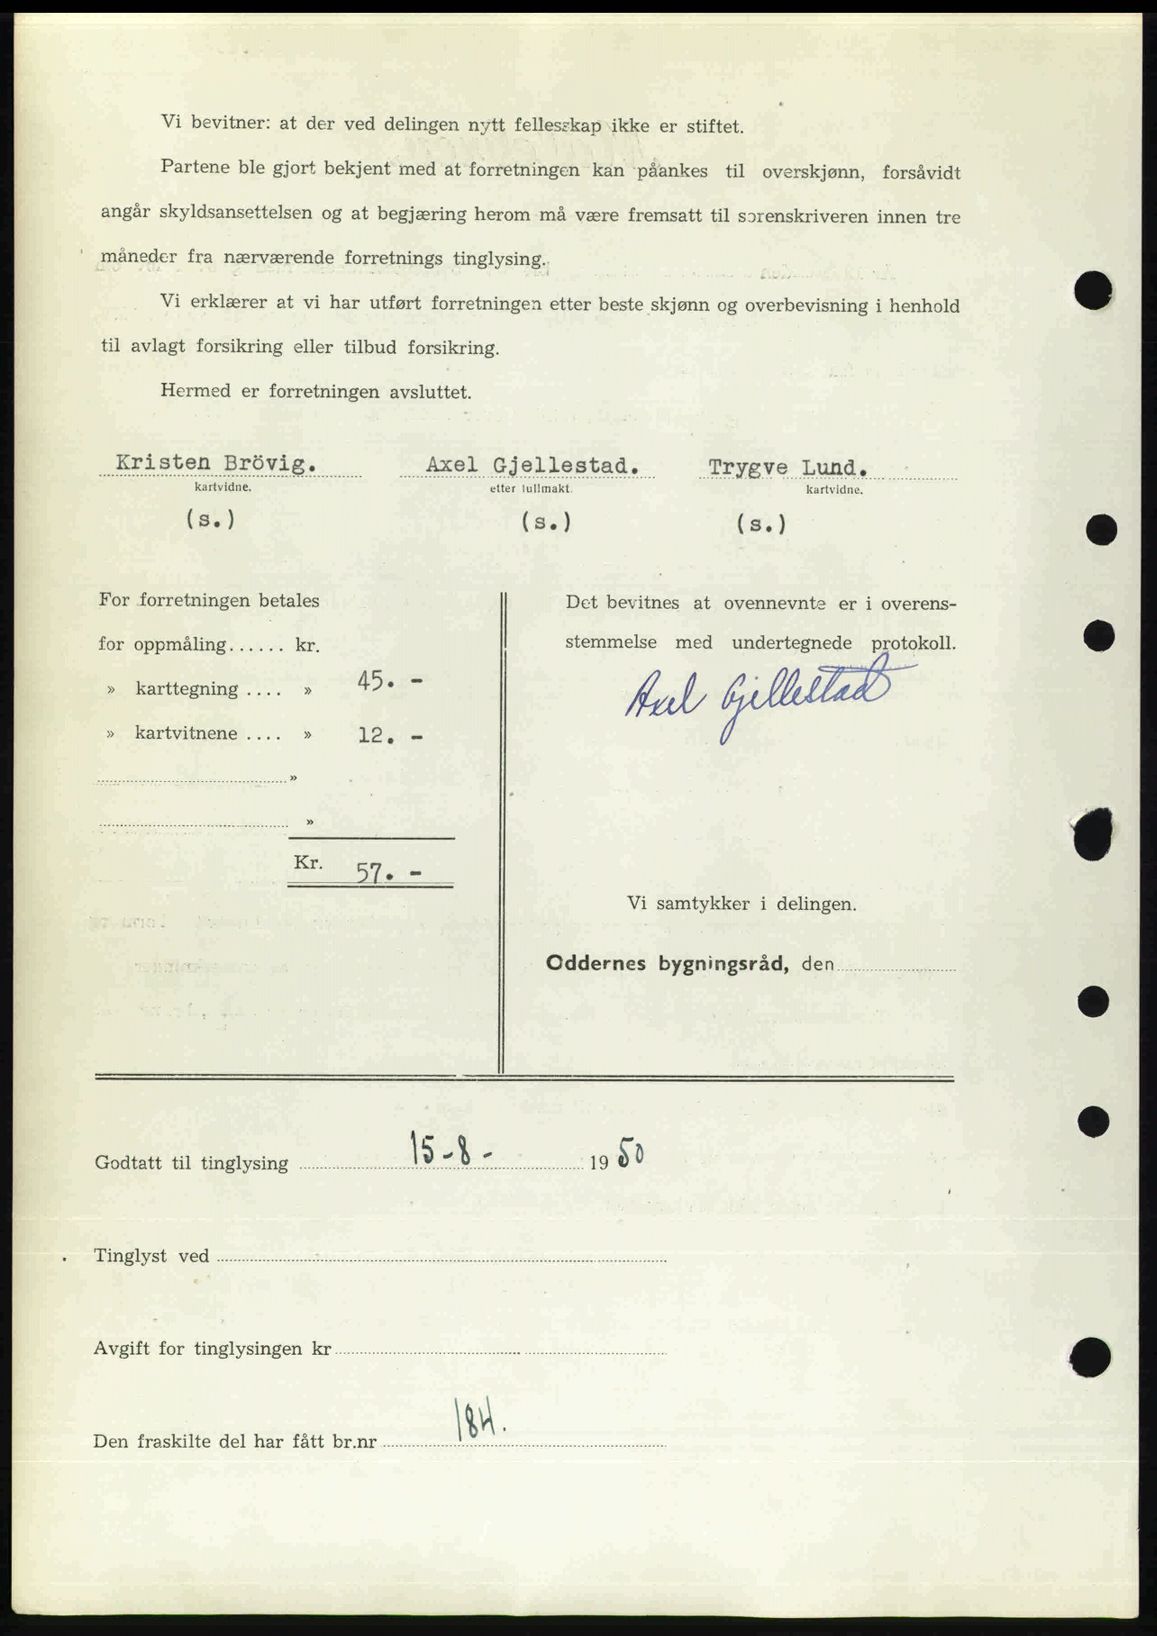 Vi bevitner: at der ved delingen nytt fellesskap ikke er stiftet.
Partene ble gjort bekjent med at forretningen kan påankes til overskjønn, forsåvidt
angår skyldsansettelsen og at begjæring herom må være fremsatt til sorenskriveren innen tre
måneder fra nærværende forretnings tinglysing.
Vi erklærer at vi har utført forretningen etter beste skjønn og overbevisning i henhold
til avlagt forsikring eller tilbud forsikring.
Hermed er forretningen avsluttet.
Kristen Brövig. Axel Gjellestad. Trygve Lund.
kartvidne. etter fullmakt. kartvidne.
(s.) (s.) (s.)
For forretningen betales
for oppmåling...... kr.
» karttegning .... » 45. -
» kartvitnene .... » 12. -
»
»
Kr. 57. -
Det bevitnes at ovennevnte er i overens-
stemmelse med undertegnede protokoll.
Axel Gjellestad
Vi samtykker i delingen.
Oddernes bygningsråd, den
Godtatt til tinglysing 15-8- 1950
Tinglyst ved
Avgift for tinglysingen kr
Den fraskilte del har fått br.nr 184.